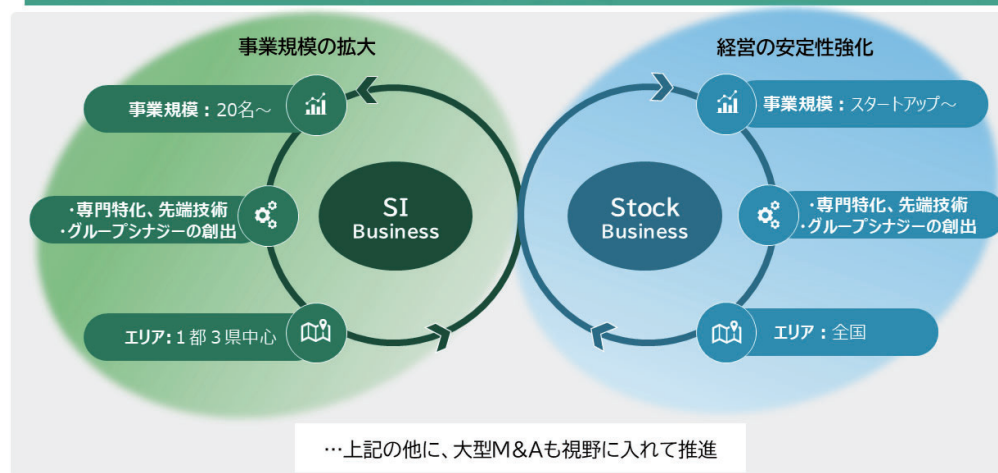 事業規模の拡大
事業規模：20名～
・専門特化、先端技術
・グループシナジーの創出
エリア：1都3県中心
SI
Business
経営の安定性強化
事業規模：スタートアップ～
・専門特化、先端技術
・グループシナジーの創出
エリア：全国
Stock
Business
…上記の他に、大型M&Aも視野に入れて推進